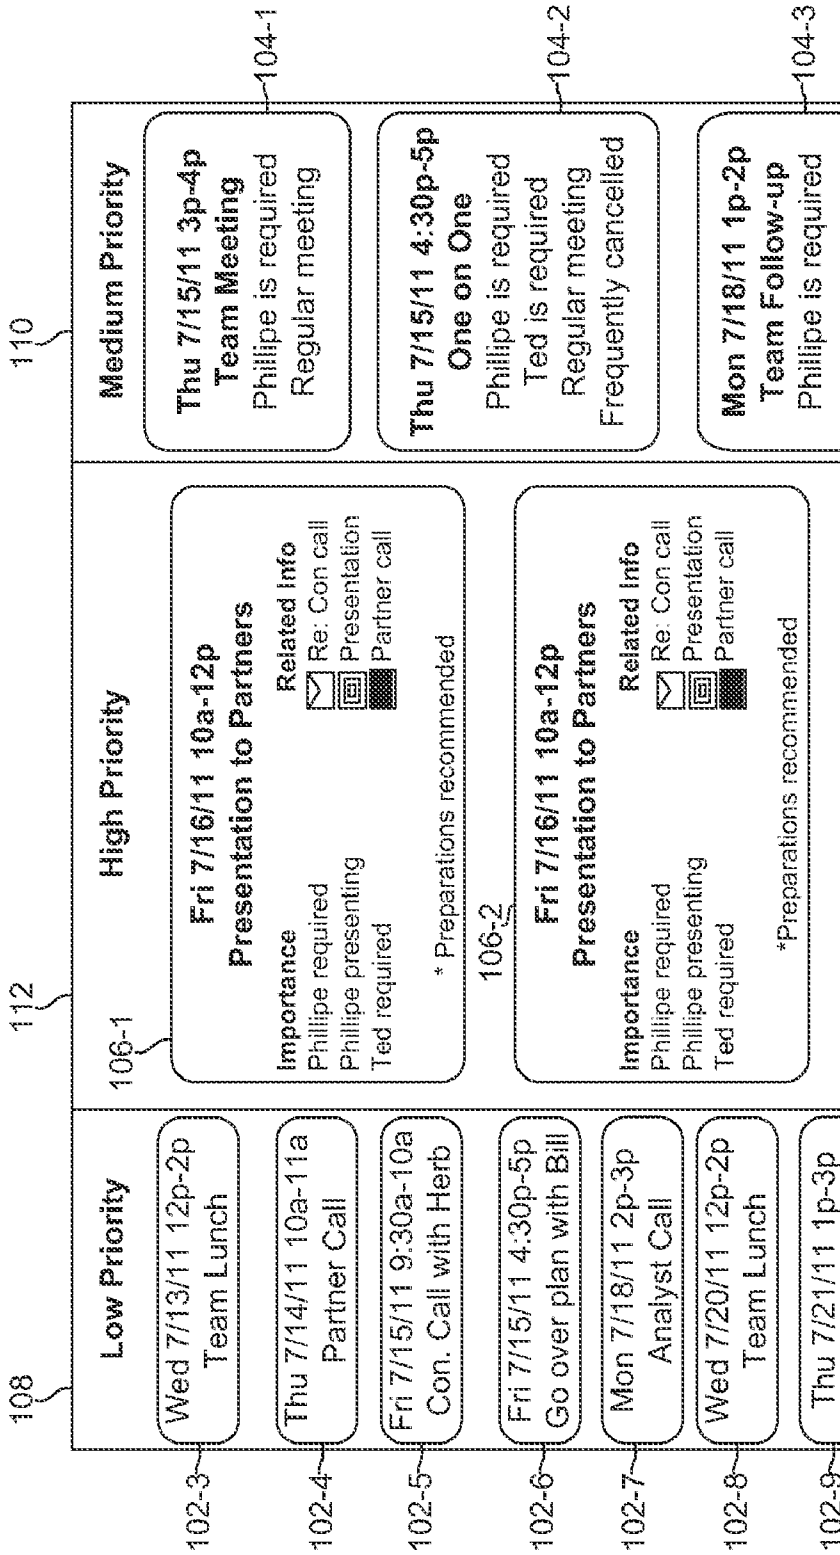 108
112
110
Low Priority
102-3
Wed 7/13/11 12p-2p
Team Lunch
102-4
Thu 7/14/11 10a-11a
Partner Call
102-5
Fri 7/15/11 9:30a-10a
Con. Call with Herb
102-6
Fri 7/15/11 4:30p-5p
Go over plan with Bill
102-7
Mon 7/18/11 2p-3p
Analyst Call
102-8
Wed 7/20/11 12p-2p
Team Lunch
102-9
Thu 7/21/11 1p-3p
High Priority
106-1
Fri 7/16/11 10a-12p
Presentation to Partners
Importance
Phillipe required
Phillipe presenting
Ted required
Related Info
Re: Con call
Presentation
Partner call
* Preparations recommended
106-2
Fri 7/16/11 10a-12p
Presentation to Partners
Importance
Phillipe required
Phillipe presenting
Ted required
Related Info
Re: Con call
Presentation
Partner call
*Preparations recommended
Medium Priority
104-1
Thu 7/15/11 3p-4p
Team Meeting
Phillipe is required
Regular meeting
104-2
Thu 7/15/11 4:30p-5p
One on One
Phillipe is required
Ted is required
Regular meeting
Frequently cancelled
104-3
Mon 7/18/11 1p-2p
Team Follow-up
Phillipe is required